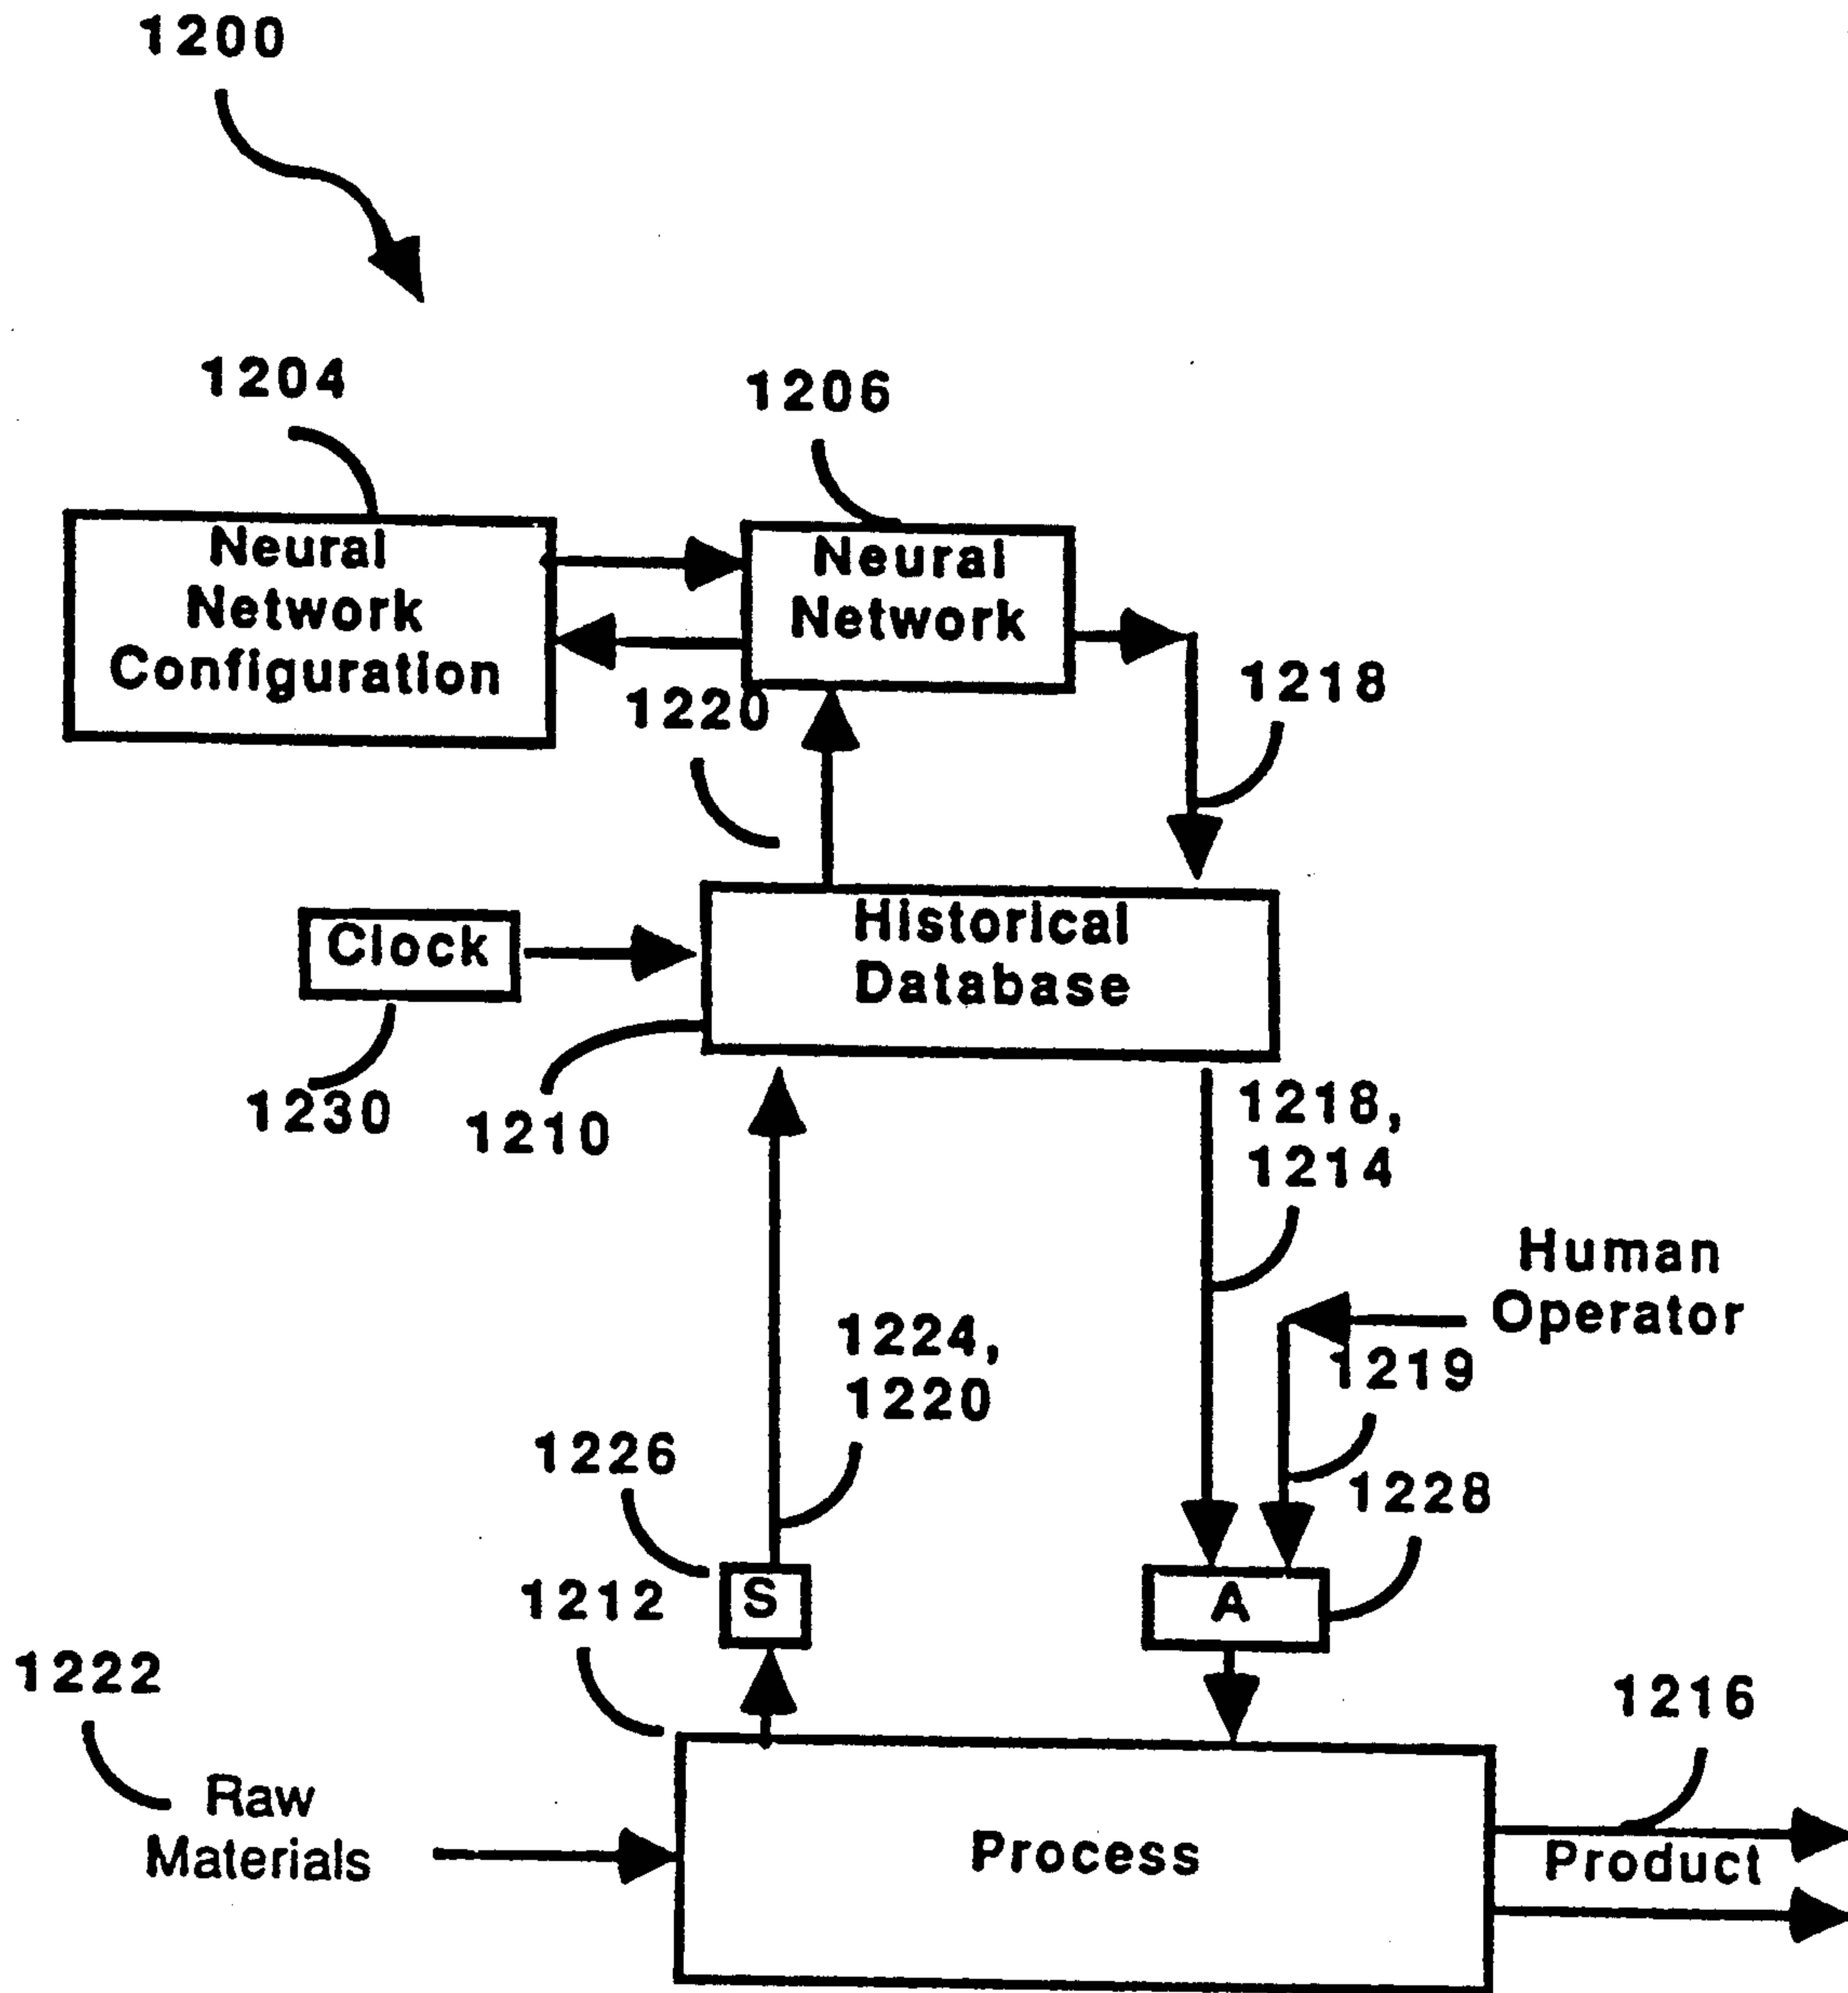 1200
1204
1206
Neural
Network
Configuration
Neural
Network
1220
1218
Clock
Historical
Database
1230
1210
1218,
1214
Human
Operator
1219
1224,
1220
1226
1228
S
A
1212
1222
1216
Raw
Materials
Process
Product